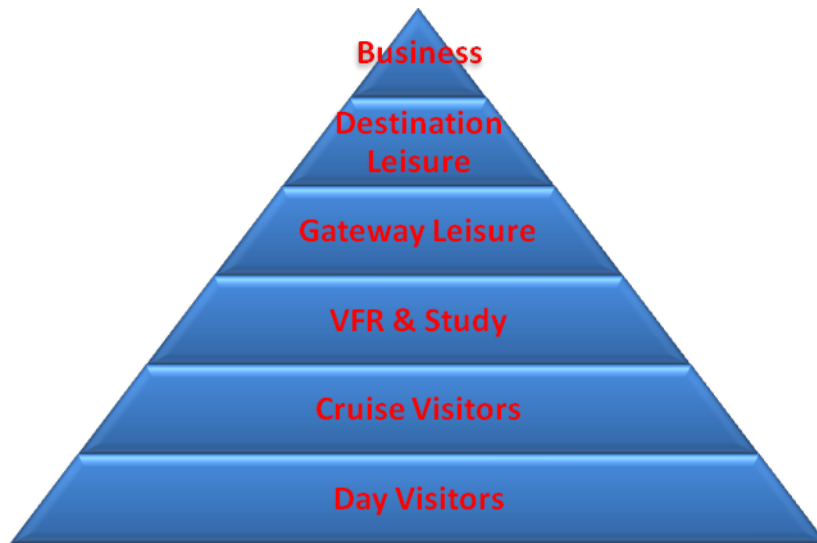 Business
Destination
Leisure
Gateway Leisure
VFR & Study
Cruise Visitors
Day Visitors